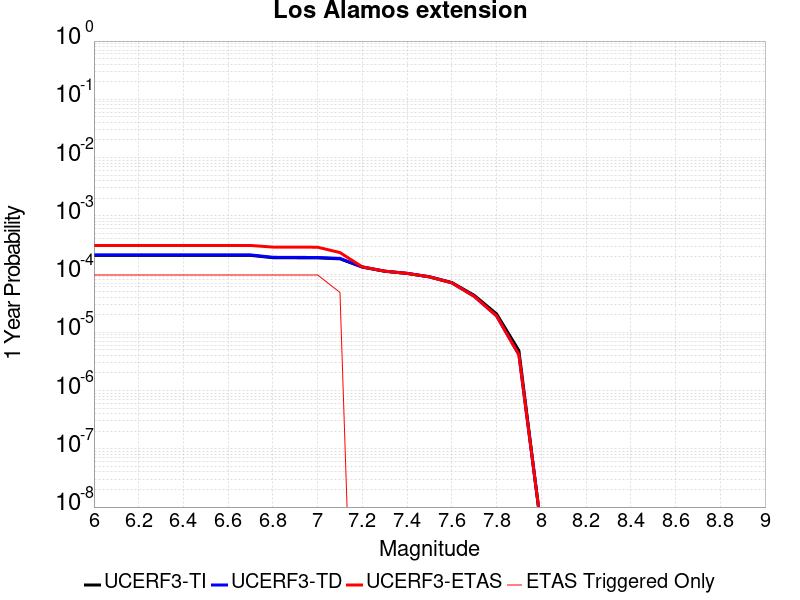 Los Alamos extension
10^0
10^-1
10^-2
10^-3
10^-4
10^-5
10^-6
10^-7
10^-8
1 Year Probability
6 6.2 6.4 6.6 6.8 7 7.2 7.4 7.6 7.8 8 8.2 8.4 8.6 8.8 9
Magnitude
UCERF3-TI UCERF3-TD UCERF3-ETAS ETAS Triggered Only